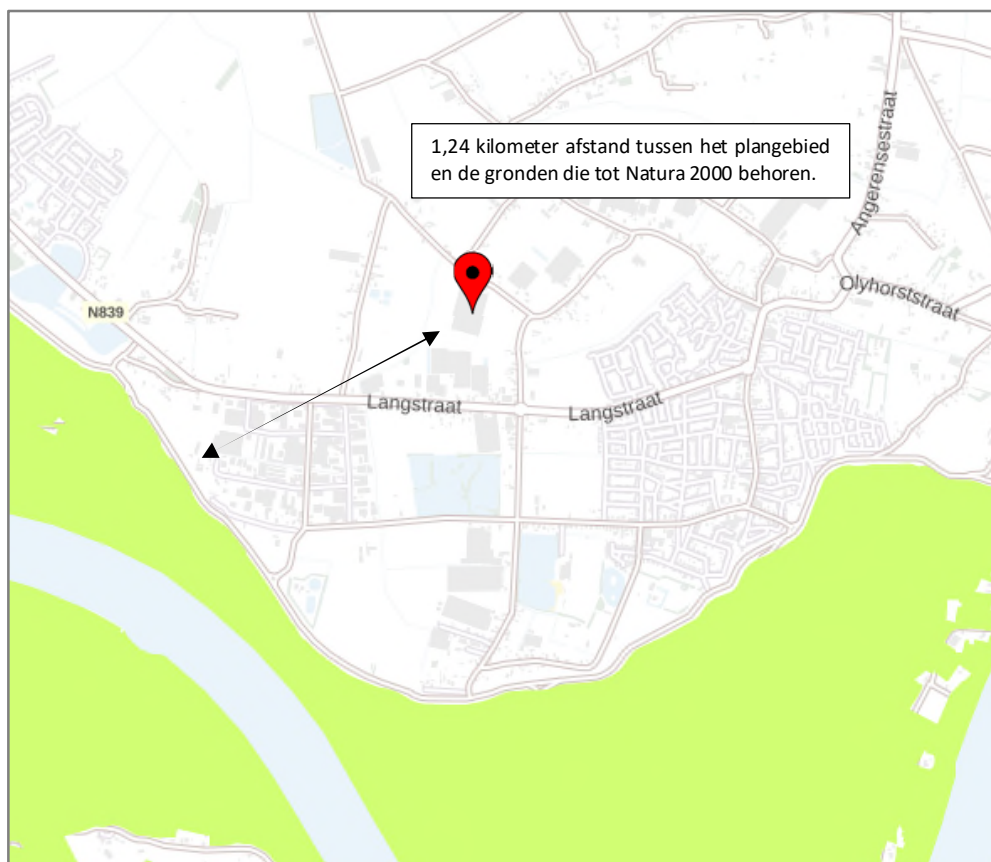 1,24 kilometer afstand tussen het plangebied
en de gronden die tot Natura 2000 behoren.
Angerensestraat
Olyhorststraat
N839
Langstraat
Langstraat